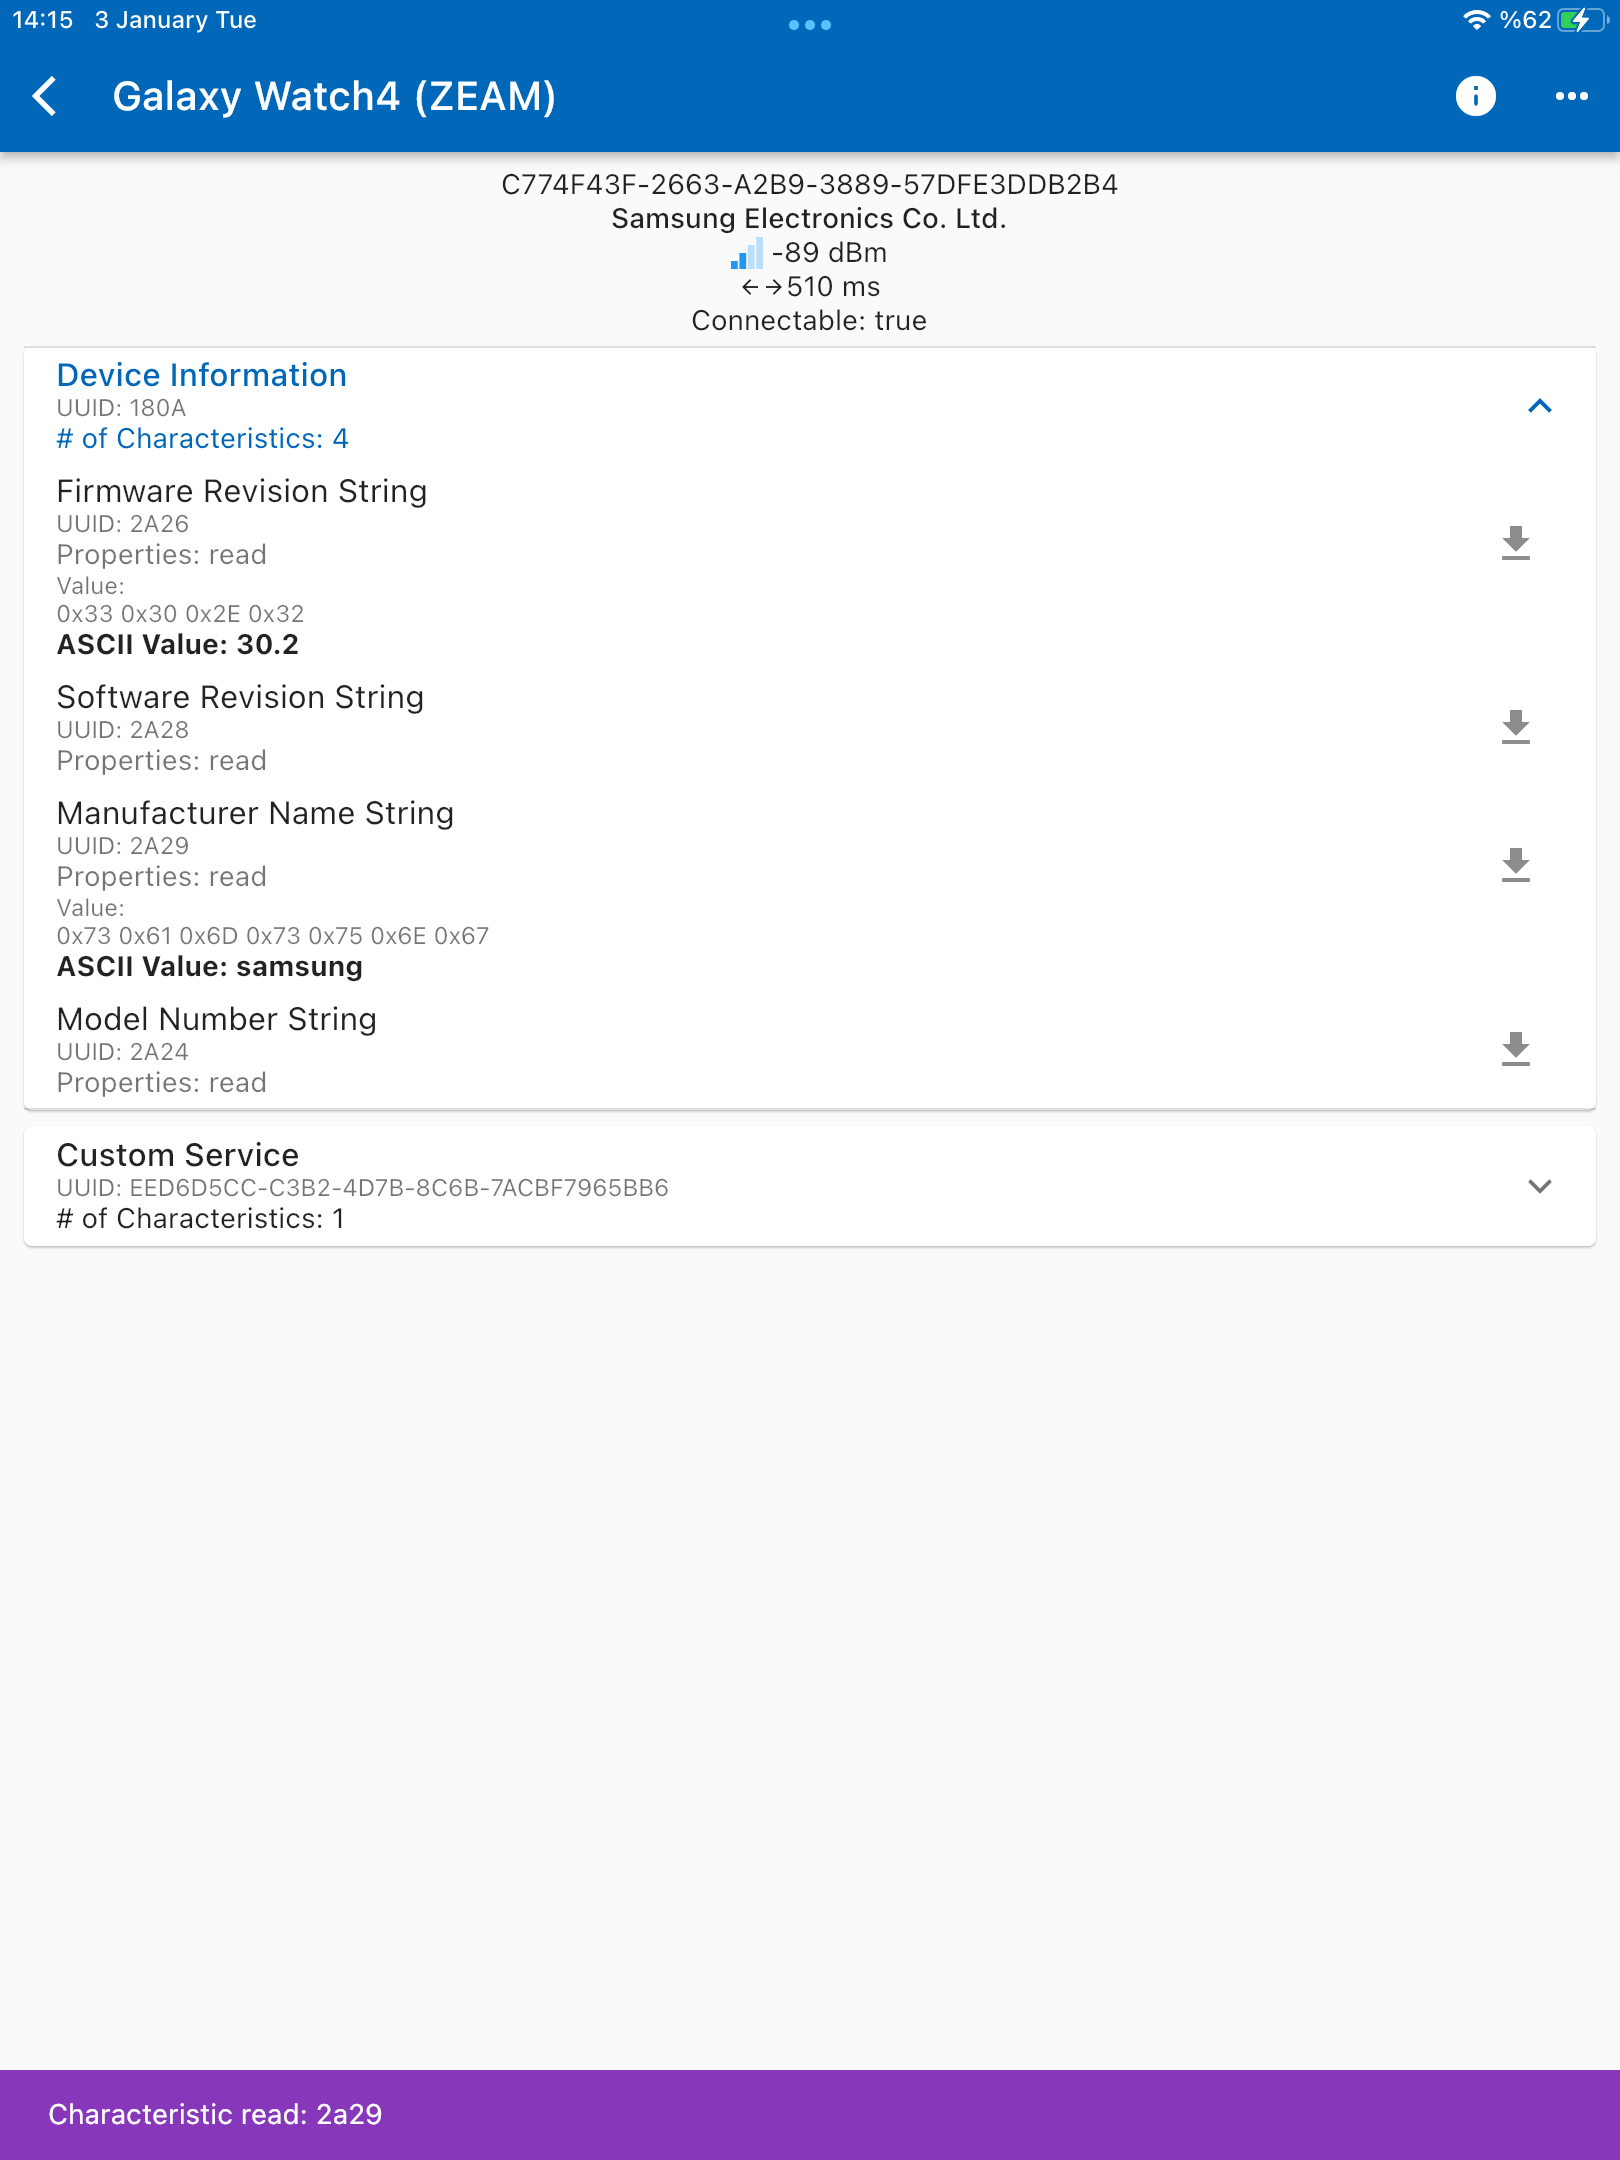 14:15 3 January Tue
%62
Galaxy Watch4 (ZEAM)
C774F43F-2663-A2B9-3889-57DFE3DDB2B4
Samsung Electronics Co. Ltd.
-89 dBm
←→510 ms
Connectable: true
Device Information
UUID: 180A
# of Characteristics: 4
Firmware Revision String
UUID: 2A26
Properties: read
Value:
0x33 0x30 0x2E 0x32
ASCII Value: 30.2
Software Revision String
UUID: 2A28
Properties: read
Manufacturer Name String
UUID: 2A29
Properties: read
Value:
0x73 0x61 0x6D 0x73 0x75 0x6E 0x67
ASCII Value: samsung
Model Number String
UUID: 2A24
Properties: read
Custom Service
UUID: EED6D5CC-C3B2-4D7B-8C6B-7ACBF7965BB6
# of Characteristics: 1
Characteristic read: 2a29